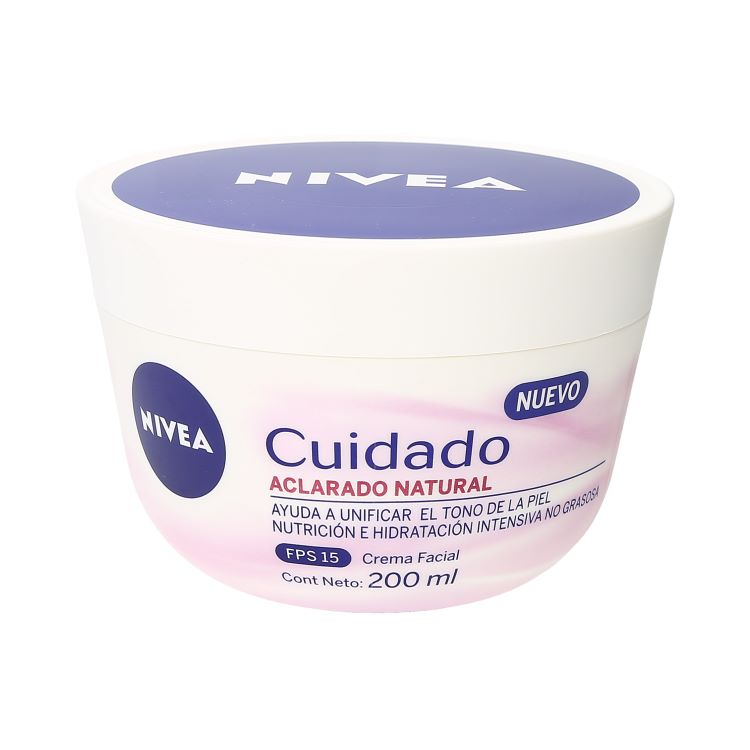 NIVEA
NUEVO
NIVEA
Cuidado
ACLARADO NATURAL
AYUDA A UNIFICAR EL TONO DE LA PIEL
NUTRICIÓN E HIDRATACIÓN INTENSIVA NO GRASOSA
FPS 15 Crema Facial
Cont Neto: 200 ml